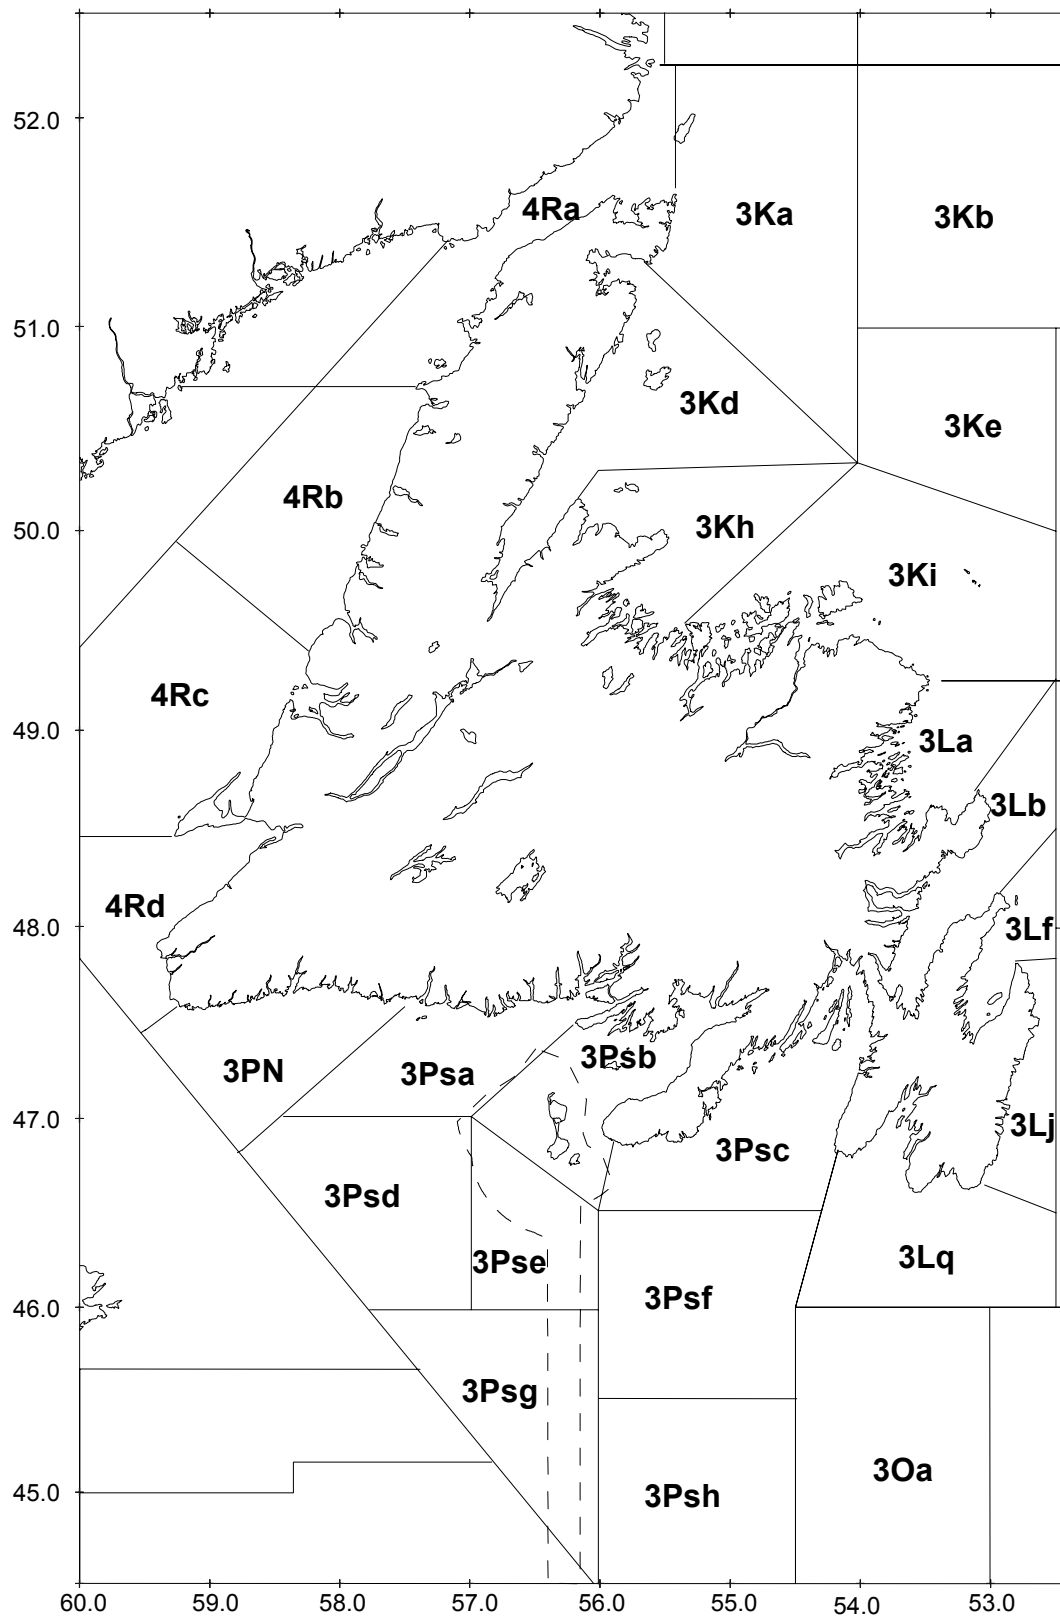 52.0
4Ra
3Ka
3Kb
51.0
3Kd
3Ke
4Rb
50.0
3Kh
3Ki
4Rc
49.0
3La
3Lb
4Rd
48.0
3Lf
3PN
3Psa
3Psb
47.0
3Psc
3Lj
3Psd
3Pse
3Lq
46.0
3Psf
3Psg
3Oa
45.0
3Psh
60.0 59.0 58.0 57.0 56.0 55.0 54.0 53.0